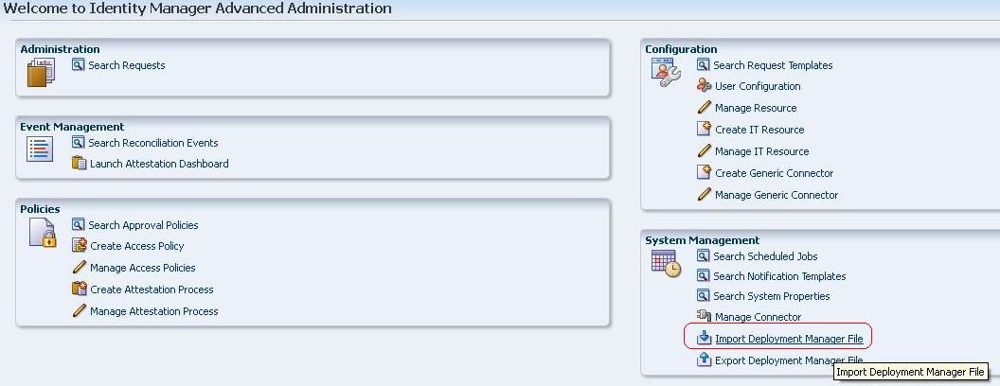 Welcome to Identity Manager Advanced Administration
Administration
Search Requests
Event Management
Search Reconciliation Events
Launch Attestation Dashboard
Policies
Search Approval Policies
Create Access Policy
Manage Access Policies
Create Attestation Process
Manage Attestation Process
Configuration
Search Request Templates
User Configuration
Manage Resource
Create IT Resource
Manage IT Resource
Create Generic Connector
Manage Generic Connector
System Management
Search Scheduled Jobs
Search Notification Templates
Search System Properties
Manage Connector
Import Deployment Manager File
Export Deployment Manager File
Import Deployment Manager File